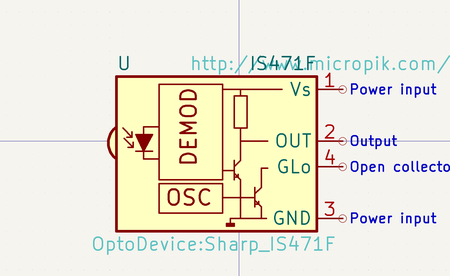 U http://www.micropik.com/
IS471F
DEMOD
OSC
Vs 1 Power input
OUT 2 Output
GLo 4 Open collecto
GND 3 Power input
OptoDevice:Sharp_IS471F